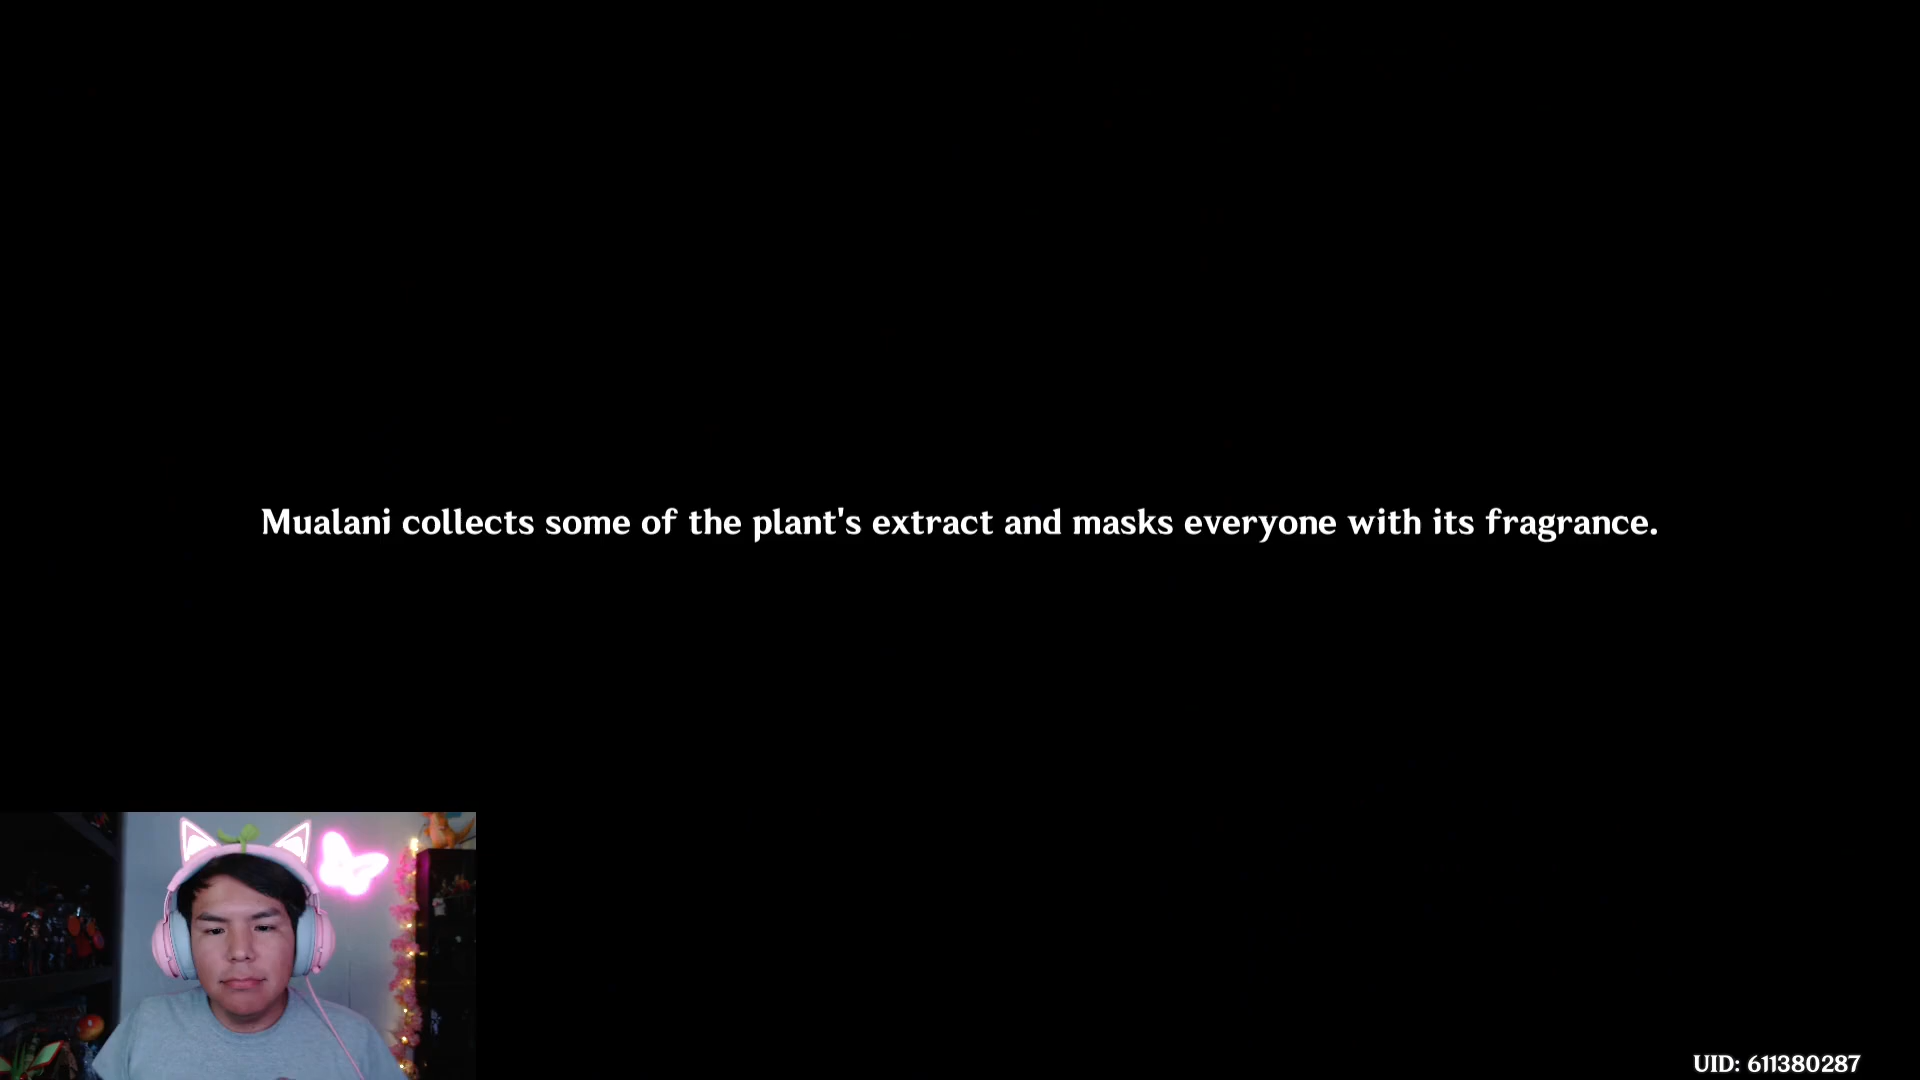 Mualani collects some of the plant's extract and masks everyone with its fragrance.
UID: 611380287